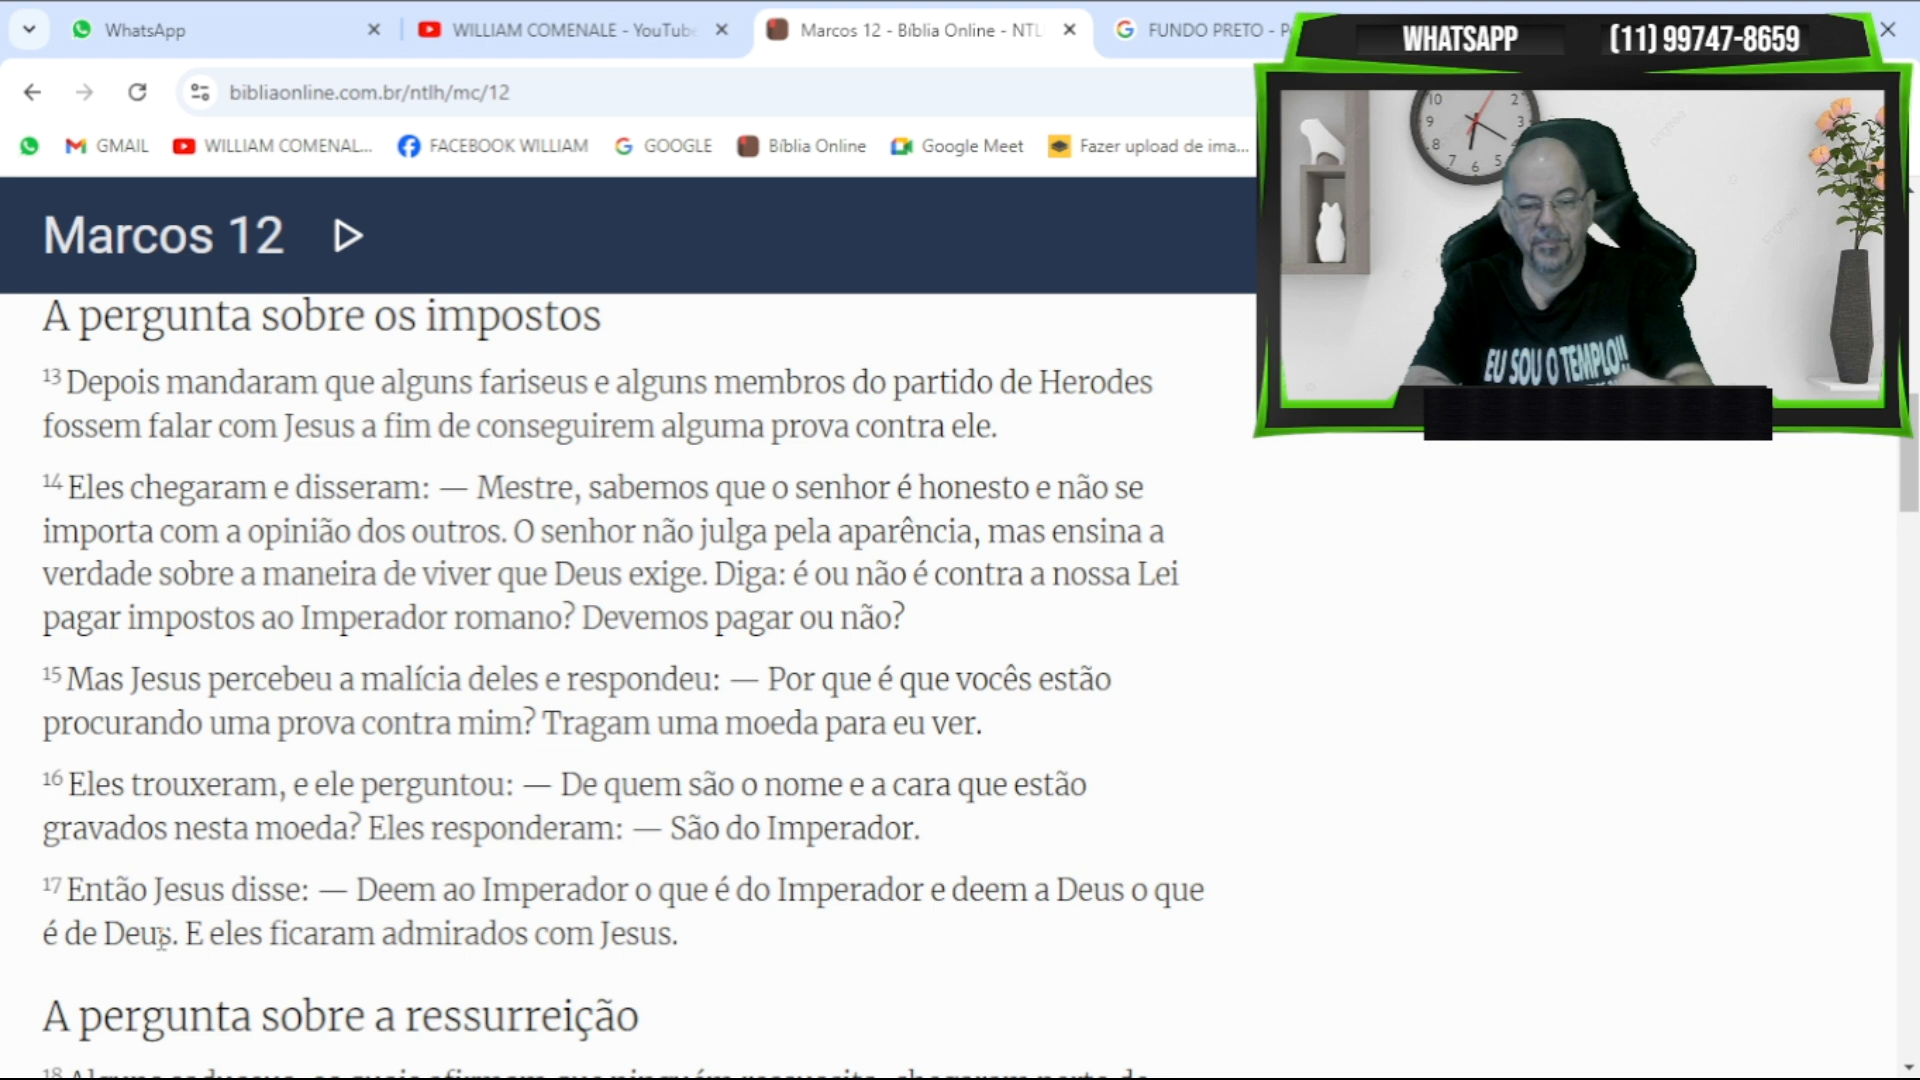 WhatsApp
WILLIAM COMENALE - YouTube
Marcos 12 - Bíblia Online - NTL
FUNDO PRETO - P
WHATSAPP (11) 99747-8659
bibliaonline.com.br/ntlh/mc/12
GMAIL
WILLIAM COMENAL...
FACEBOOK WILLIAM
GOOGLE
Bíblia Online
Google Meet
Fazer upload de ima...
10 2
9 3
8
7 6 5
EU SOU O TEMPLO!!
Marcos 12
A pergunta sobre os impostos
13 Depois mandaram que alguns fariseus e alguns membros do partido de Herodes
fossem falar com Jesus a fim de conseguirem alguma prova contra ele.
14 Eles chegaram e disseram: — Mestre, sabemos que o senhor é honesto e não se
importa com a opinião dos outros. O senhor não julga pela aparência, mas ensina a
verdade sobre a maneira de viver que Deus exige. Diga: é ou não é contra a nossa Lei
pagar impostos ao Imperador romano? Devemos pagar ou não?
15 Mas Jesus percebeu a malícia deles e respondeu: — Por que é que vocês estão
procurando uma prova contra mim? Tragam uma moeda para eu ver.
16 Eles trouxeram, e ele perguntou: — De quem são o nome e a cara que estão
gravados nesta moeda? Eles responderam: — São do Imperador.
17 Então Jesus disse: — Deem ao Imperador o que é do Imperador e deem a Deus o que
é de Deus. E eles ficaram admirados com Jesus.
A pergunta sobre a ressurreição